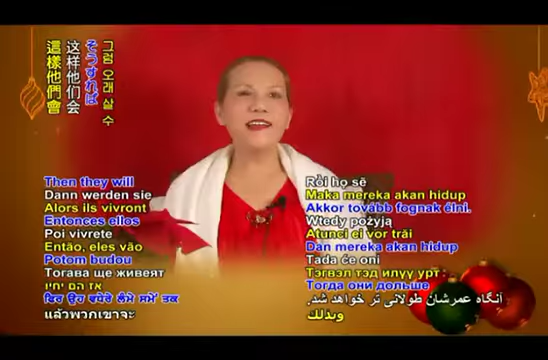 그럼 오래 살 수
そうすれば
这样他们会
這樣他們會
Then they will
Dann werden sie
Alors ils vivront
Entonces ellos
Poi vivrete
Então, eles vão
Potom budou
Тогава ще живеят
אז הם יחיו
ਫਿਰ ਉਹ ਵਧੇਰੇ ਲੰਮੇ ਸਮੇਂ ਤਕ
แล้วพวกเขาจะ
Rồi họ sẽ
Maka mereka akan hidup
Akkor tovább fognak élni.
Wtedy pożyją
Atunci ei vor trăi
Dan mereka akan hidup
Tada će oni
Тэгвэл тэд илүү урт
Тогда они дольше
آنگاه عمرشان طولانی تر خواهد شد.
وبذلك